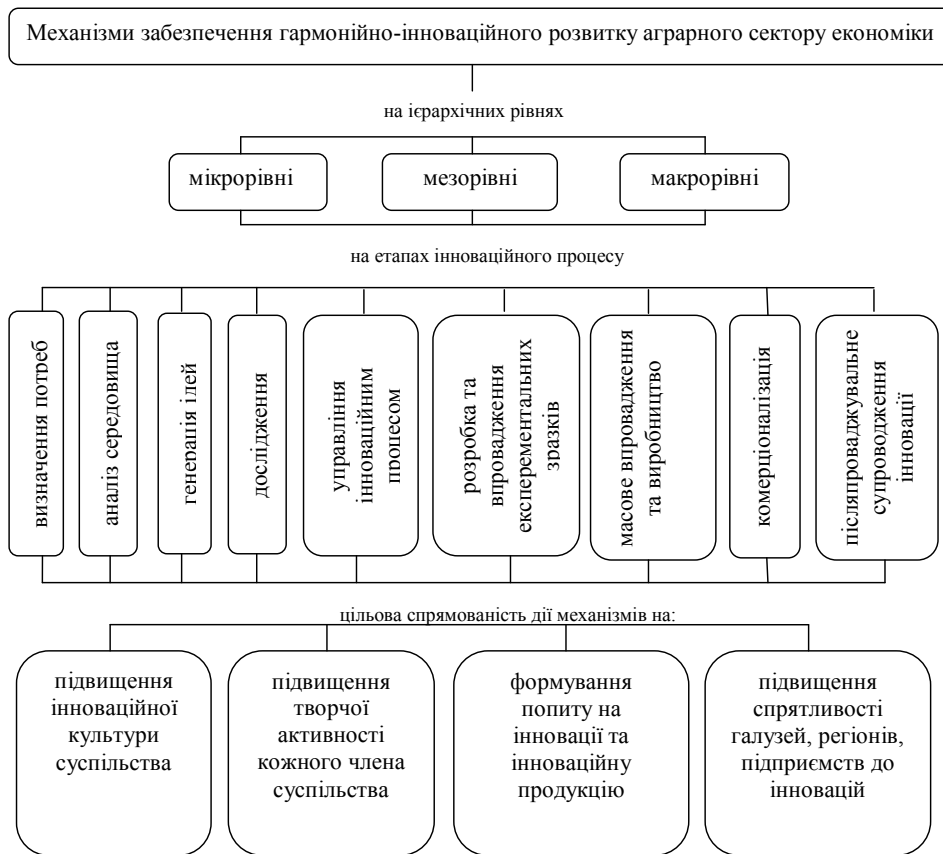 Механізми забезпечення гармонійно-інноваційного розвитку аграрного сектору економіки
на ієрархічних рівнях
мікрорівні
мезорівні
макрорівні
на етапах інноваційного процесу
визначення потреб
аналіз середовища
генерація ідей
дослідження
управління
інноваційним
процесом
розробка та
впровадження
експерементальних
зразків
масове впровадження
та виробництво
комерціоналізація
післяпроваджувальне
супроводження
інновації
цільова спрямованість дії механізмів на:
підвищення
інноваційної
культури
суспільства
підвищення
творчої
активності
кожного члена
суспільства
формування
попиту на
інновації та
інноваційну
продукцію
підвищення
спрятливості
галузей, регіонів,
підприємств до
інновацій